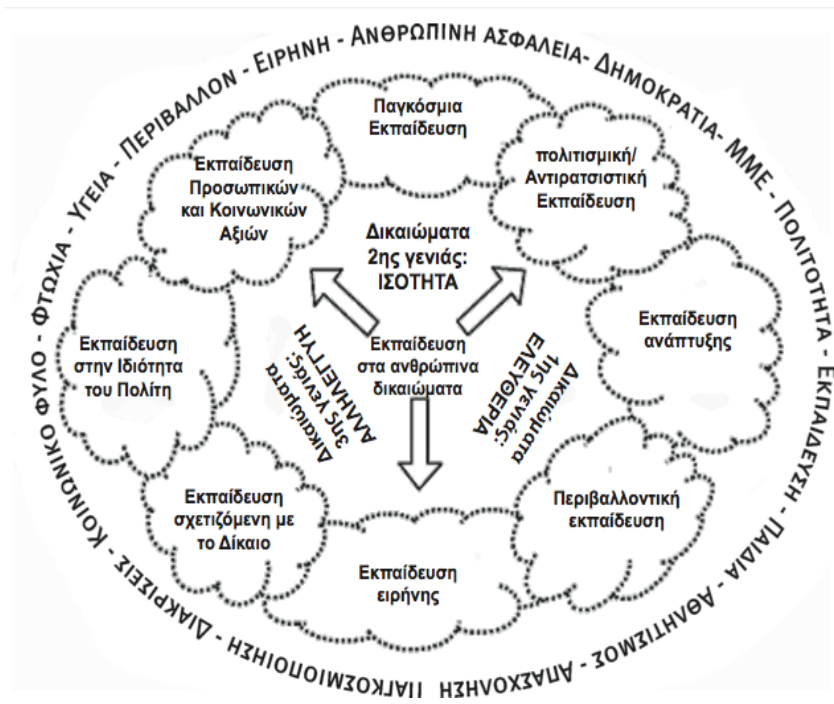 ΦΤΩΧΙΑ - ΥΓΕΙΑ - ΠΕΡΙΒΑΛΛΟΝ - ΕΙΡΗΝΗ - ΑΝΘΡΩΠΙΝΗ ΑΣΦΑΛΕΙΑ- ΔΗΜΟΚΡΑΤΙΑ- ΜΜΕ - ΠΟΛΙΤΟΤΗΤΑ - ΕΚΠΑΙΔΕΥΣΗ - ΠΑΙΔΙΑ - ΑΘΛΗΤΙΣΜΟΣ - ΑΠΑΣΧΟΛΗΣΗ ΠΑΓΚΟΣΜΙΟΠΟΙΗΣΗ - ΔΙΑΚΡΙΣΕΙΣ - ΚΟΙΝΩΝΙΚΟ ΦΥΛΟ -
Παγκόσμια
Εκπαίδευση
πολιτισμική/
Αντιρατσιστική
Εκπαίδευση
Εκπαίδευση
ανάπτυξης
Περιβαλλοντική
εκπαίδευση
Εκπαίδευση
ειρήνης
Εκπαίδευση
σχετιζόμενη με
το Δίκαιο
Εκπαίδευση
στην Ιδιότητα
του Πολίτη
Εκπαίδευση
Προσωπικών
και Κοινωνικών
Αξιών
Δικαιώματα
2ης γενιάς:
ΙΣΟΤΗΤΑ
Εκπαίδευση
στα ανθρώπινα
δικαιώματα
Δικαιώματα
1ης γενιάς:
ΕΛΕΥΘΕΡΙΑ
Δικαιώματα
3ης γενιάς:
ΑΛΛΗΛΕΓΓΥΗ